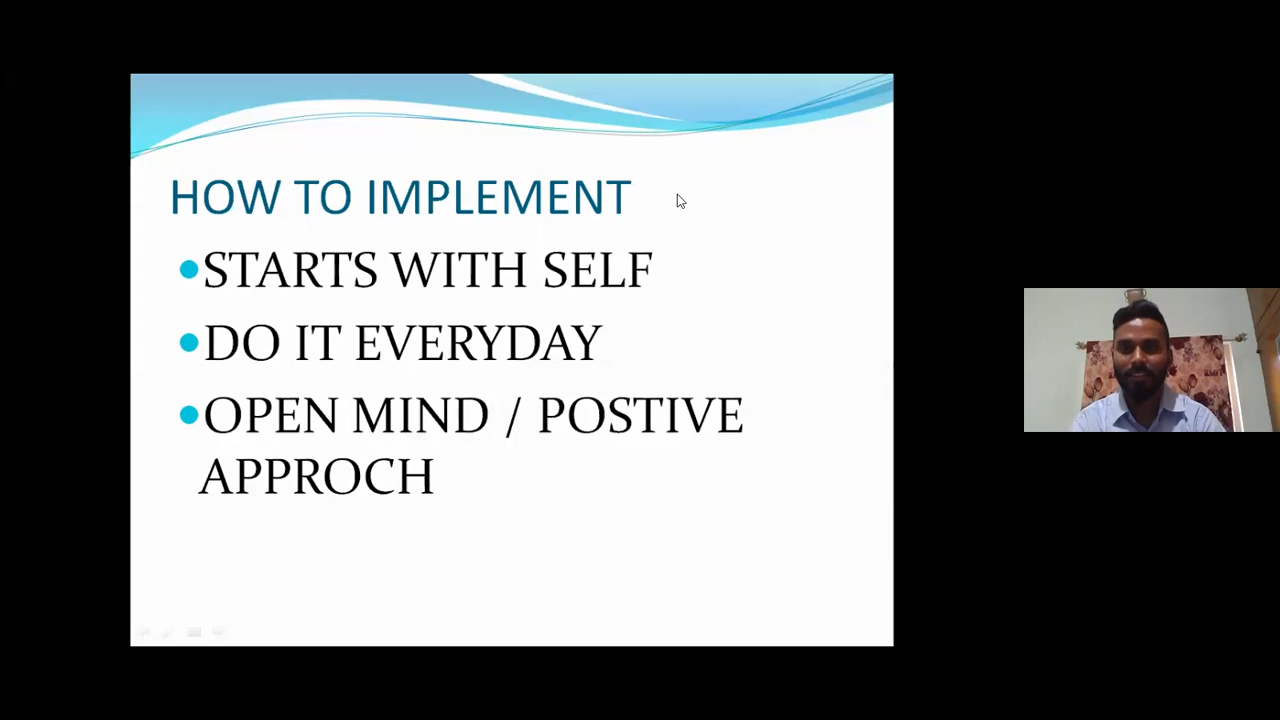 HOW TO IMPLEMENT
•STARTS WITH SELF
•DO IT EVERYDAY
•OPEN MIND / POSTIVE
APPROCH